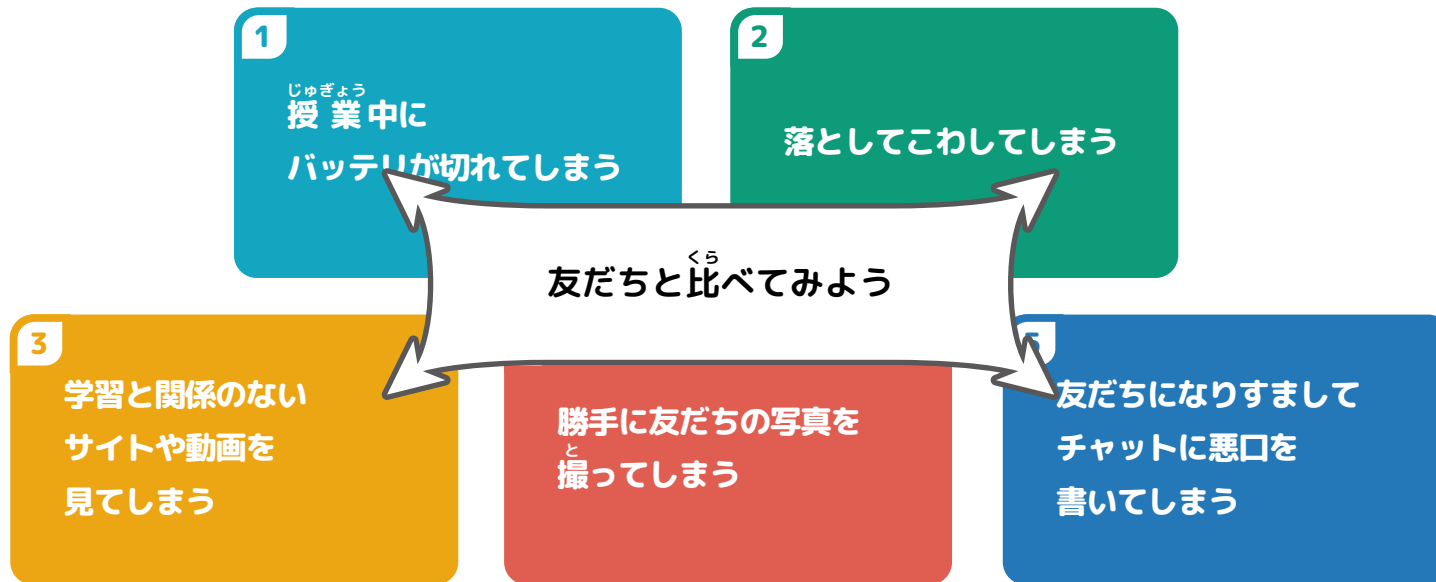 1
授業中に
バッテリが切れてしまう
じゅぎょう
2
落としてこわしてしまう
友だちと比べてみよう
くら
3
学習と関係のない
サイトや動画を
見てしまう
勝手に友だちの写真を
撮ってしまう
と
5
友だちになりすまして
チャットに悪口を
書いてしまう